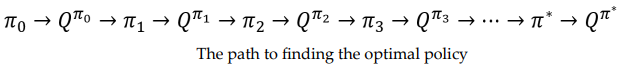 π₀ → Q^π₀ → π₁ → Q^π₁ → π₂ → Q^π₂ → π₃ → Q^π₃ → ⋯ → π* → Q^π*
The path to finding the optimal policy